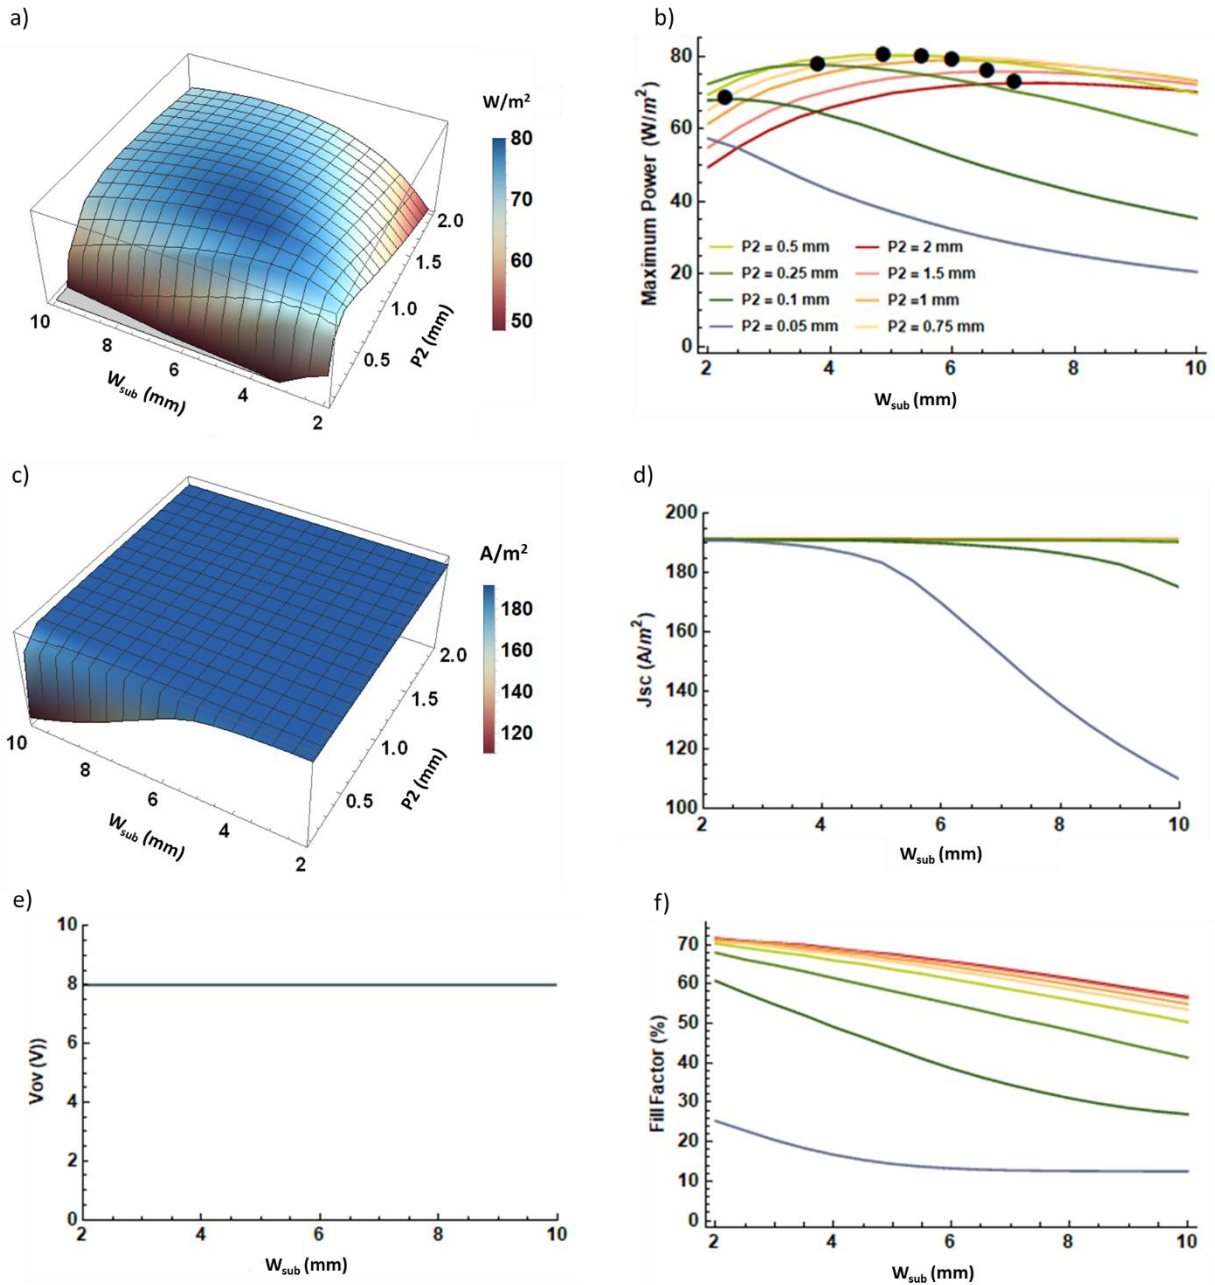 a)
W/m²
80
70
60
50
2.0
1.5
1.0
0.5
P2 (mm)
10
8
6
4
2
Wsub (mm)
b)
Maximum Power (W/m²)
80
60
40
20
0
P2 = 0.5 mm
P2 = 2 mm
P2 = 0.25 mm
P2 = 1.5 mm
P2 = 0.1 mm
P2 =1 mm
P2 = 0.05 mm
P2 = 0.75 mm
2 4 6 8 10
Wsub (mm)
c)
A/m²
180
160
140
120
2.0
1.5
1.0
0.5
P2 (mm)
10
8
6
4
2
Wsub (mm)
d)
Jsc (A/m²)
200
180
160
140
120
100
2 4 6 8 10
Wsub (mm)
e)
Vov (V))
10
8
6
4
2
0
2 4 6 8 10
Wsub (mm)
f)
Fill Factor (%)
70
60
50
40
30
20
10
0
2 4 6 8 10
Wsub (mm)